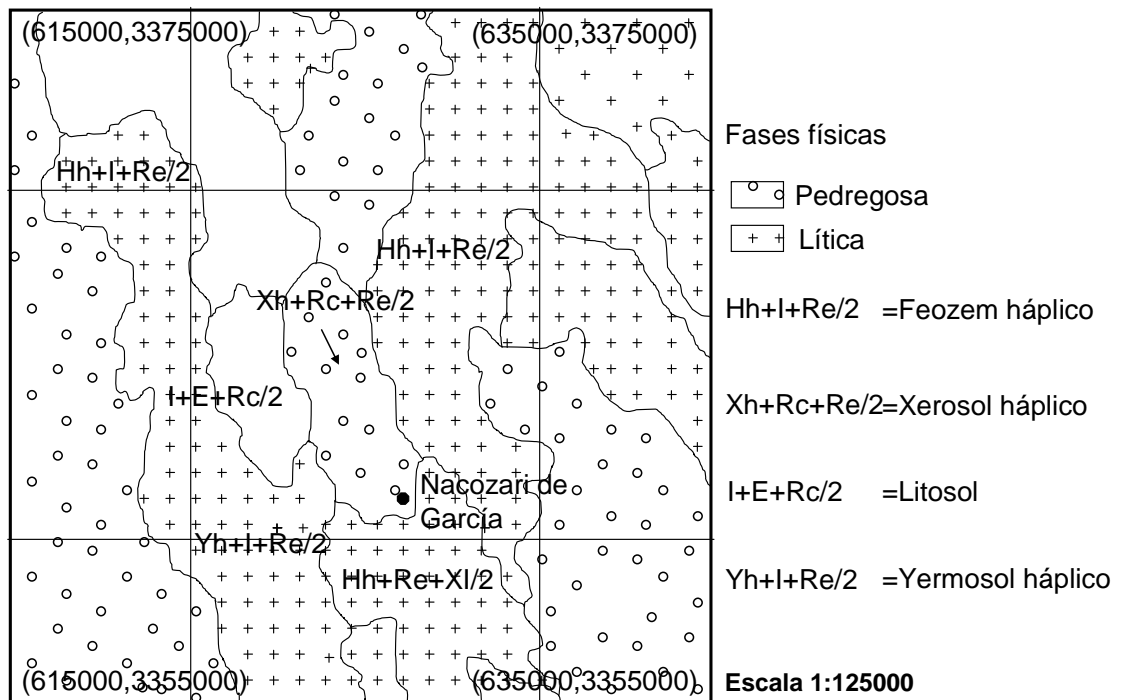 (615000,3375000)
(635000,3375000)
Hh+I+Re/2
Hh+I+Re/2
Xh+Rc+Re/2
I+E+Rc/2
Nacozari de
García
Yh+I+Re/2
Hh+Re+XI/2
(615000,3355000)
(635000,3355000)
Fases físicas
Pedregosa
Lítica
Hh+I+Re/2 =Feozem háplico
Xh+Rc+Re/2=Xerosol háplico
I+E+Rc/2 =Litosol
Yh+I+Re/2 =Yermosol háplico
Escala 1:125000